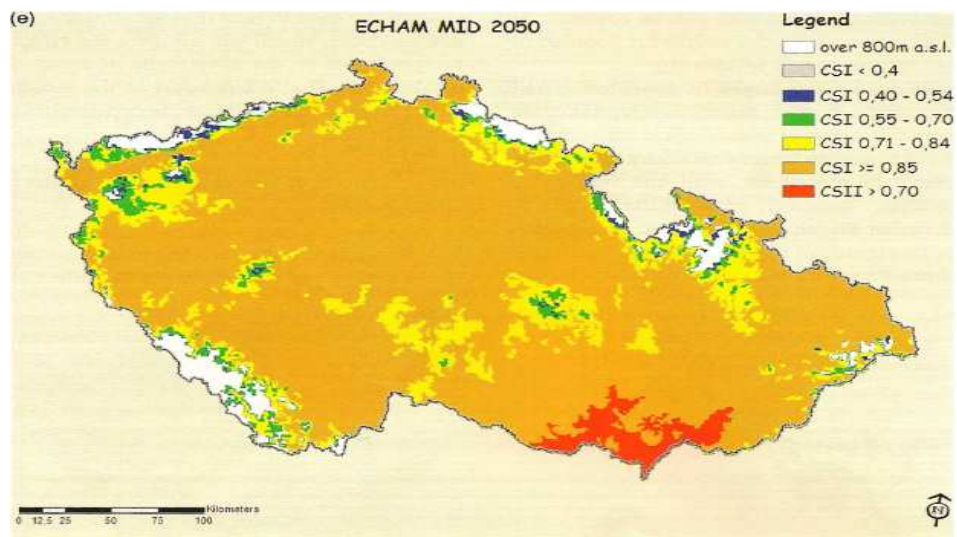 (e)
ECHAM MID 2050
Legend
over 800m a.s.l.
CSI < 0,4
CSI 0,40 - 0,54
CSI 0,55 - 0,70
CSI 0,71 - 0,84
CSI >= 0,85
CSII > 0,70
Kilometers
0 12.5 25 50 75 100
N